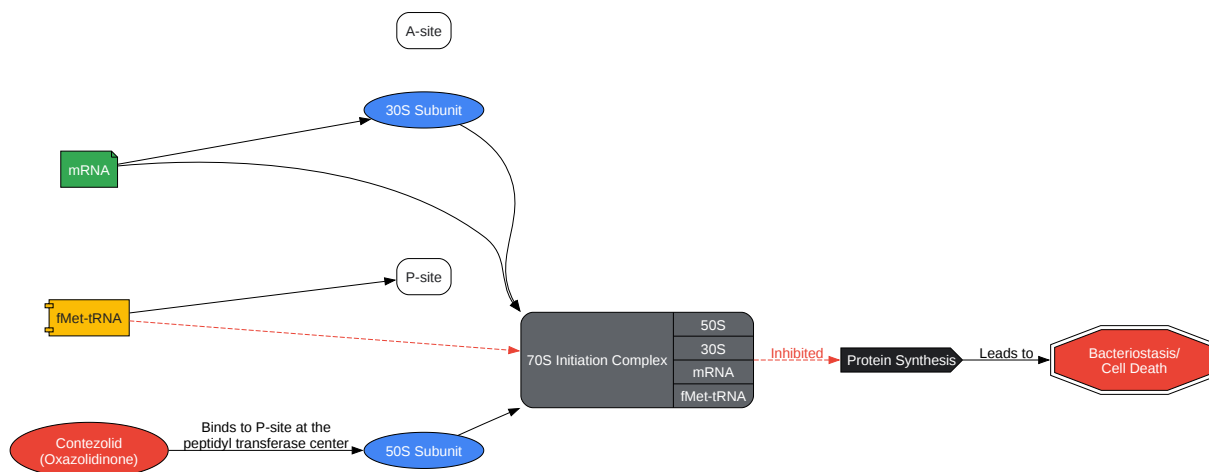 A-site
30S Subunit
mRNA
P-site
fMet-tRNA
70S Initiation Complex
50S
30S
mRNA
fMet-tRNA
Inhibited
Protein Synthesis
Leads to
Bacteriostasis/
Cell Death
Contezolid
(Oxazolidinone)
Binds to P-site at the
peptidyl transferase center
50S Subunit